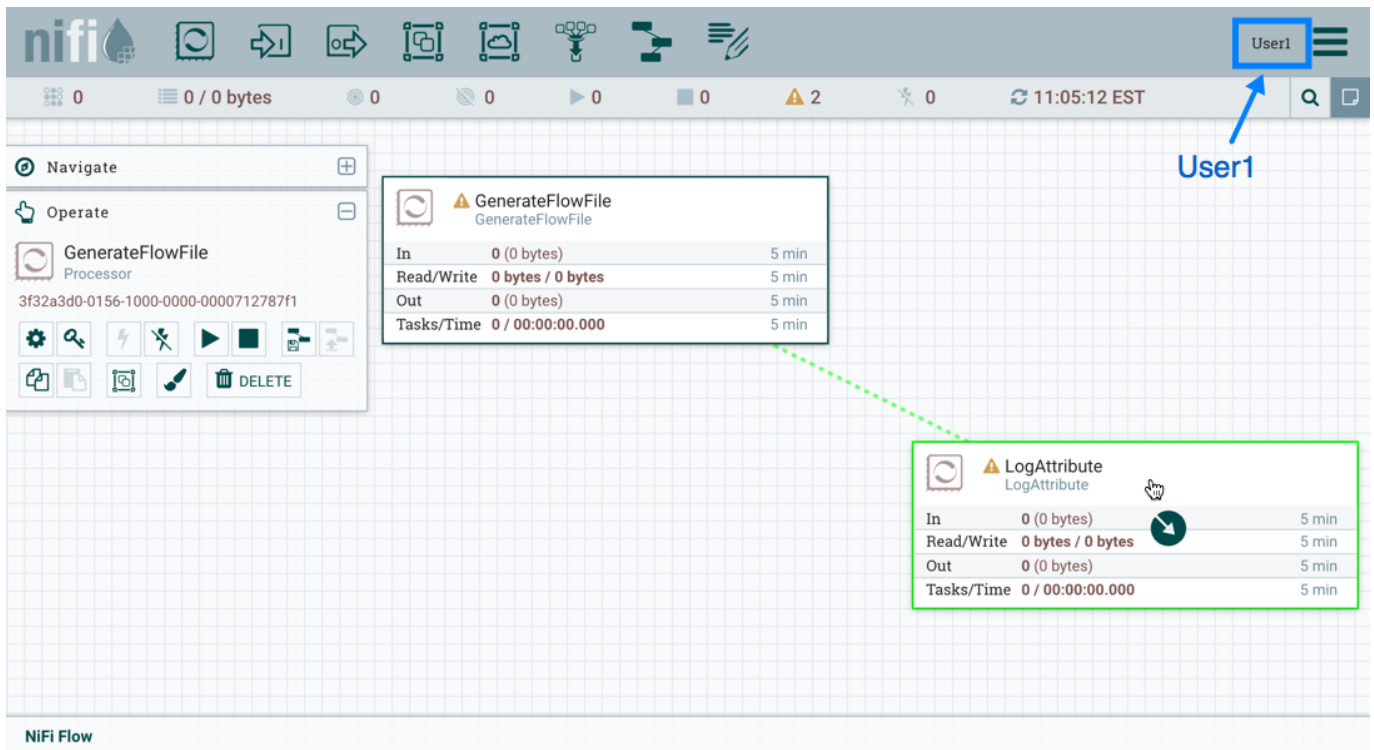 nifi
User1
0
0 / 0 bytes
0
0
0
0
2
0
11:05:12 EST
User1
Navigate
Operate
GenerateFlowFile
Processor
3f32a3d0-0156-1000-0000-0000712787f1
DELETE
GenerateFlowFile
GenerateFlowFile
In 0 (0 bytes) 5 min
Read/Write 0 bytes / 0 bytes 5 min
Out 0 (0 bytes) 5 min
Tasks/Time 0 / 00:00:00.000 5 min
LogAttribute
LogAttribute
In 0 (0 bytes) 5 min
Read/Write 0 bytes / 0 bytes 5 min
Out 0 (0 bytes) 5 min
Tasks/Time 0 / 00:00:00.000 5 min
NiFi Flow